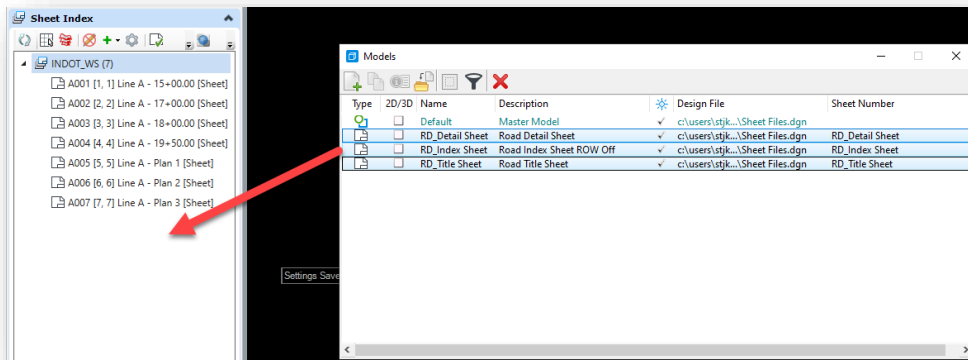 Sheet Index
INDOT_WS (7)
A001 [1, 1] Line A - 15+00.00 [Sheet]
A002 [2, 2] Line A - 17+00.00 [Sheet]
A003 [3, 3] Line A - 18+00.00 [Sheet]
A004 [4, 4] Line A - 19+50.00 [Sheet]
A005 [5, 5] Line A - Plan 1 [Sheet]
A006 [6, 6] Line A - Plan 2 [Sheet]
A007 [7, 7] Line A - Plan 3 [Sheet]
Settings Save
Models
Type 2D/3D Name Description Design File Sheet Number
Default Master Model c:\users\stjk...\Sheet Files.dgn
RD_Detail Sheet Road Detail Sheet c:\users\stjk...\Sheet Files.dgn RD_Detail Sheet
RD_Index Sheet Road Index Sheet ROW Off c:\users\stjk...\Sheet Files.dgn RD_Index Sheet
RD_Title Sheet Road Title Sheet c:\users\stjk...\Sheet Files.dgn RD_Title Sheet